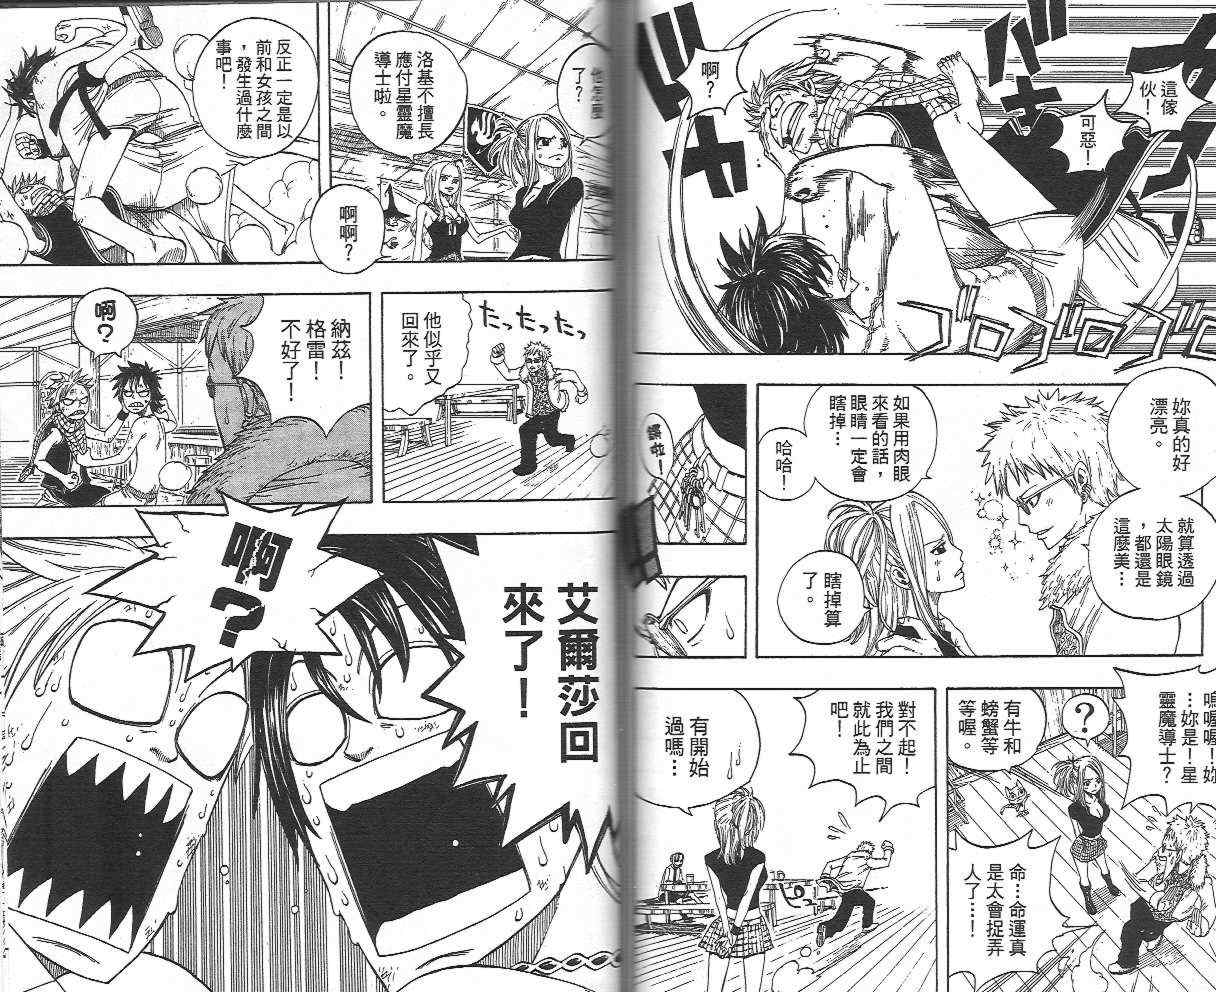 這傢
伙!
可惡!
啊?
妳真的好
漂亮。
就算透過
太陽眼鏡
,都還是
這麼美…
如果用肉眼
來看的話,
眼睛一定會
瞎掉…
哈哈!
瞎掉算
了。
嗚喔喔!妳
…妳是!星
靈魔導士?
?
有牛和
螃蟹等
等喔。
命…命運真
是太會捉弄
人了…!
對不起!
我們之間
就此為止
吧!
有開始
過嗎…
他怎麼
了?
洛基不擅長
應付星靈魔
導士啦。
啊啊?
反正一定是以
前和女孩之間
,發生過什麼
事吧!
たったったっ
他似乎又
回來了。
納茲!
格雷!
不好了!
啊?
艾爾莎回
來了!
啊?